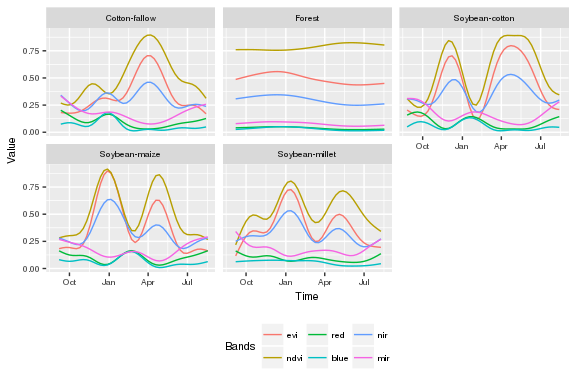 Cotton-fallow Forest Soybean-cotton
0.75
0.50
0.25
0.00
Oct Jan Apr Jul
Soybean-maize Soybean-millet
0.75
0.50
0.25
0.00
Oct Jan Apr Jul Oct Jan Apr Jul
Value
Time
Bands evi red nir
ndvi blue mir